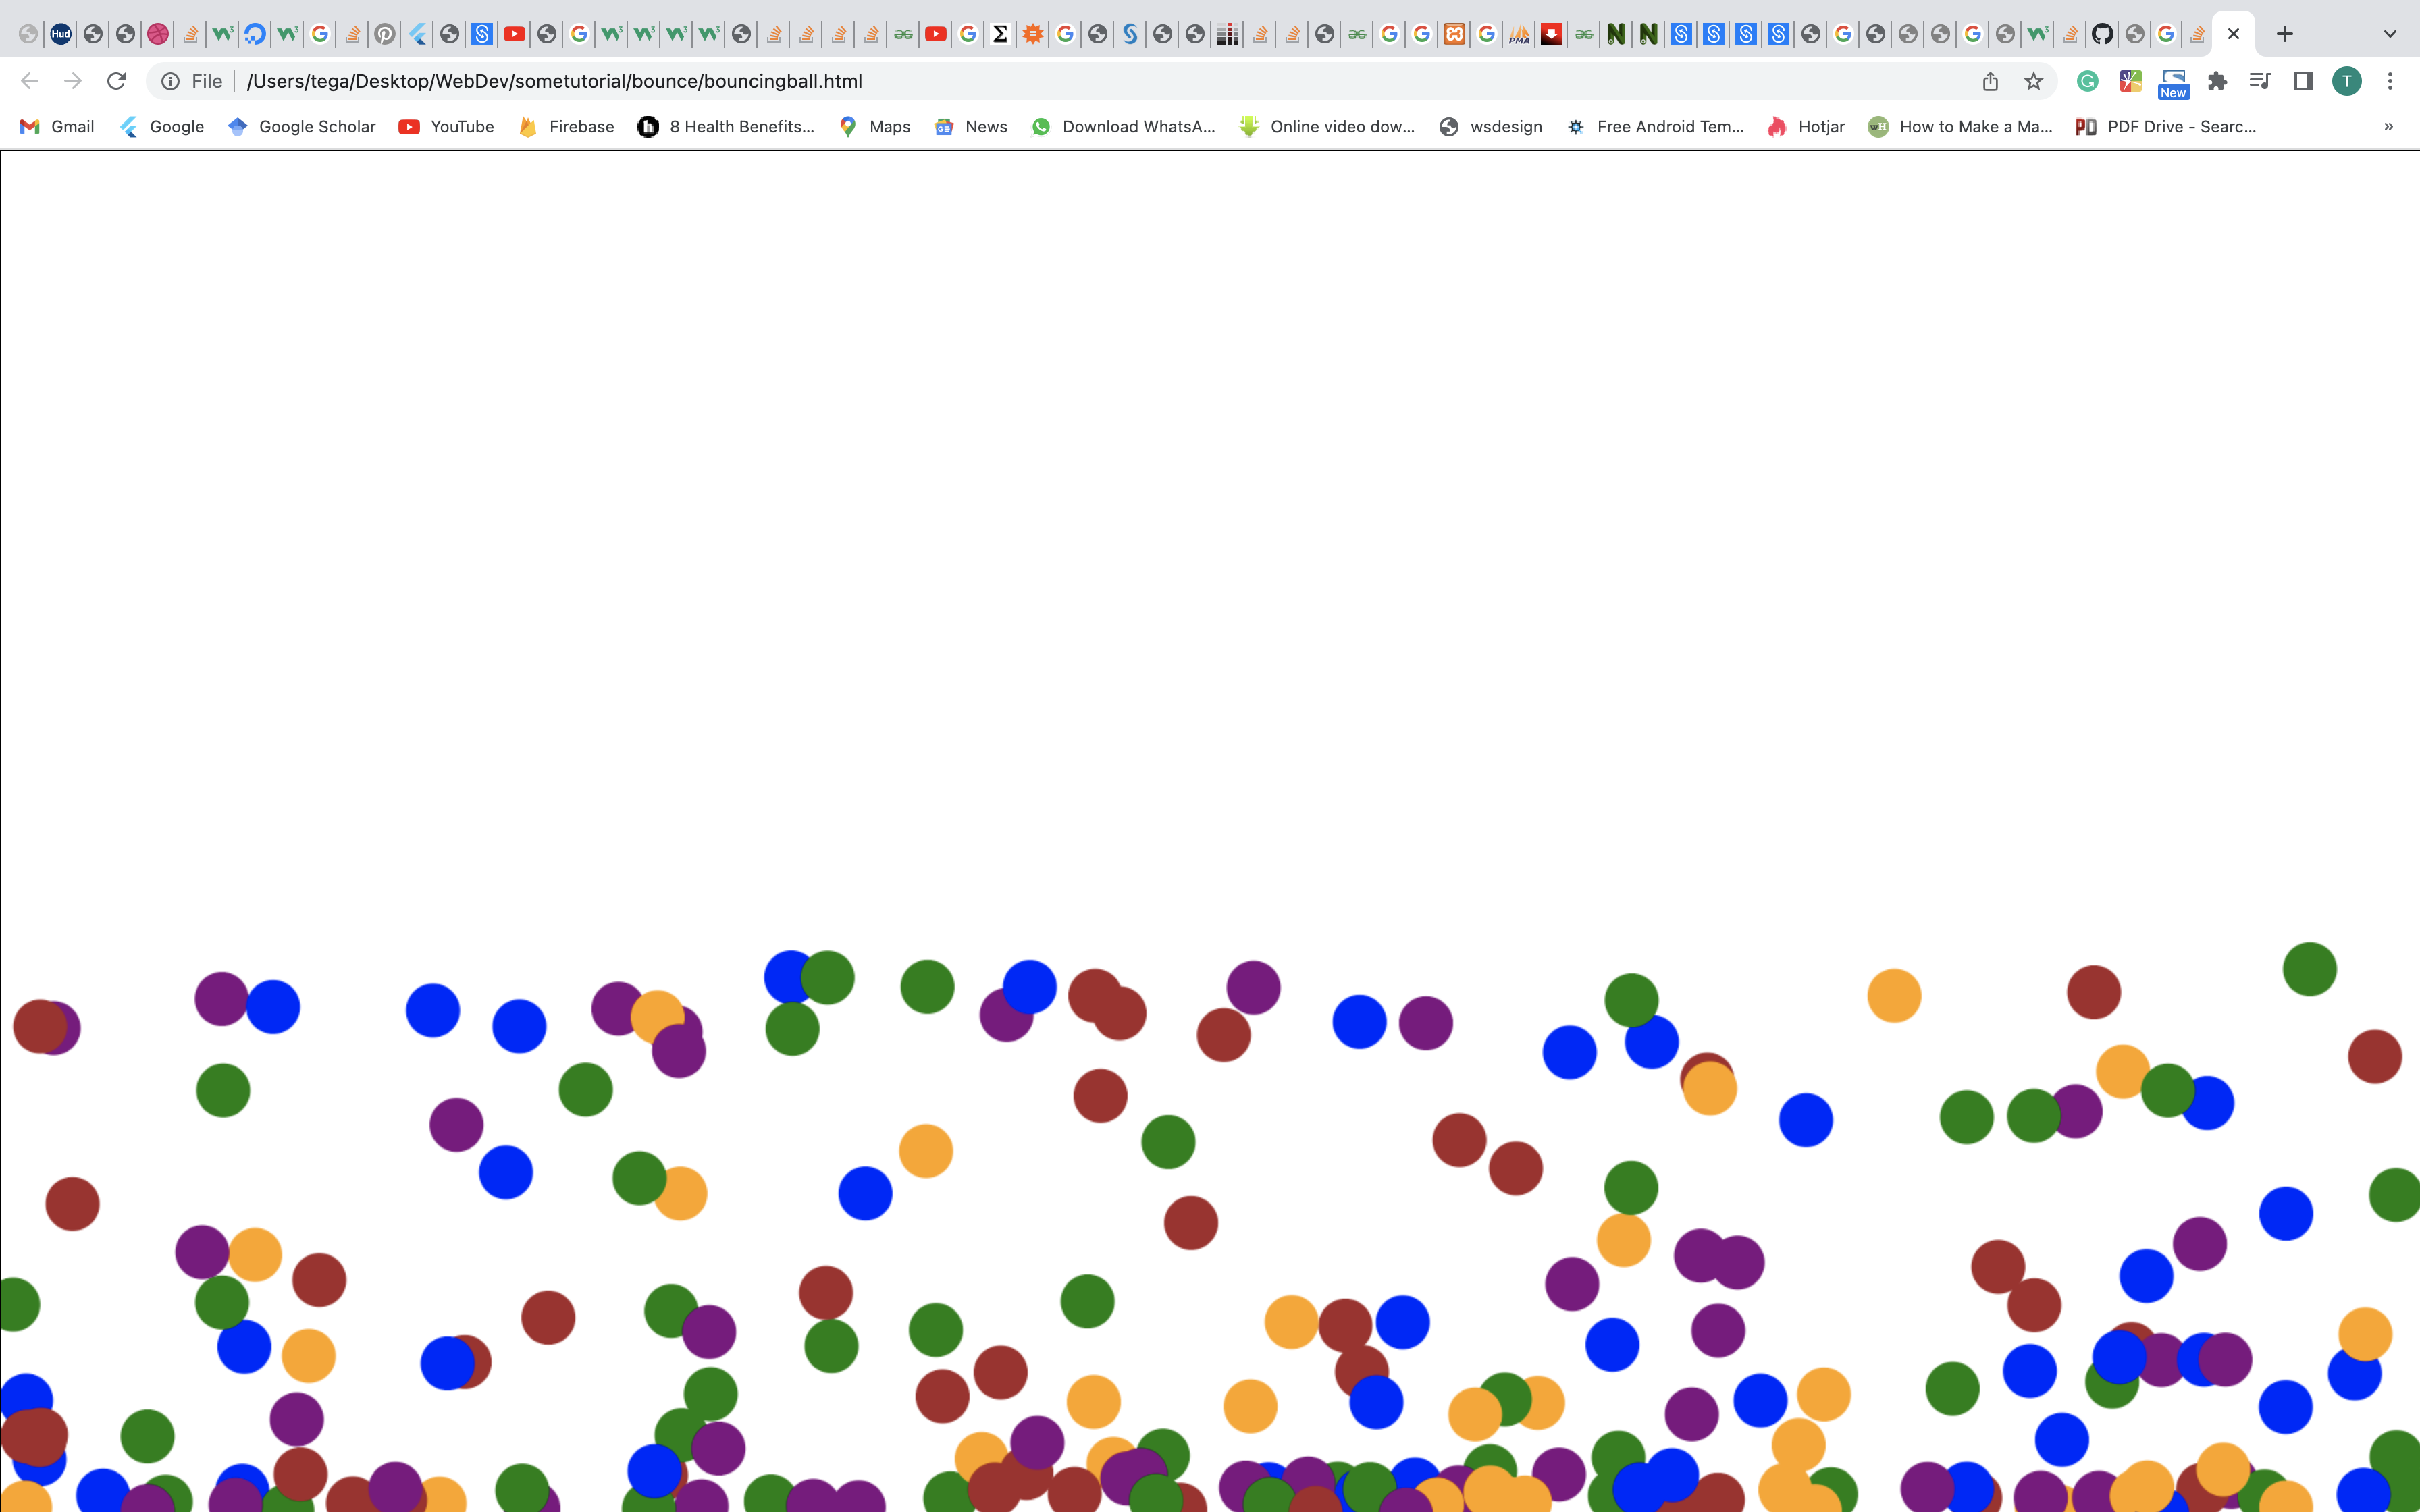 Hud
PMA
File
/Users/tega/Desktop/WebDev/sometutorial/bounce/bouncingball.html
New
T
Gmail
Google
Google Scholar
YouTube
Firebase
8 Health Benefits...
Maps
News
Download WhatsA...
Online video dow...
wsdesign
Free Android Tem...
Hotjar
How to Make a Ma...
PDF Drive - Searc...